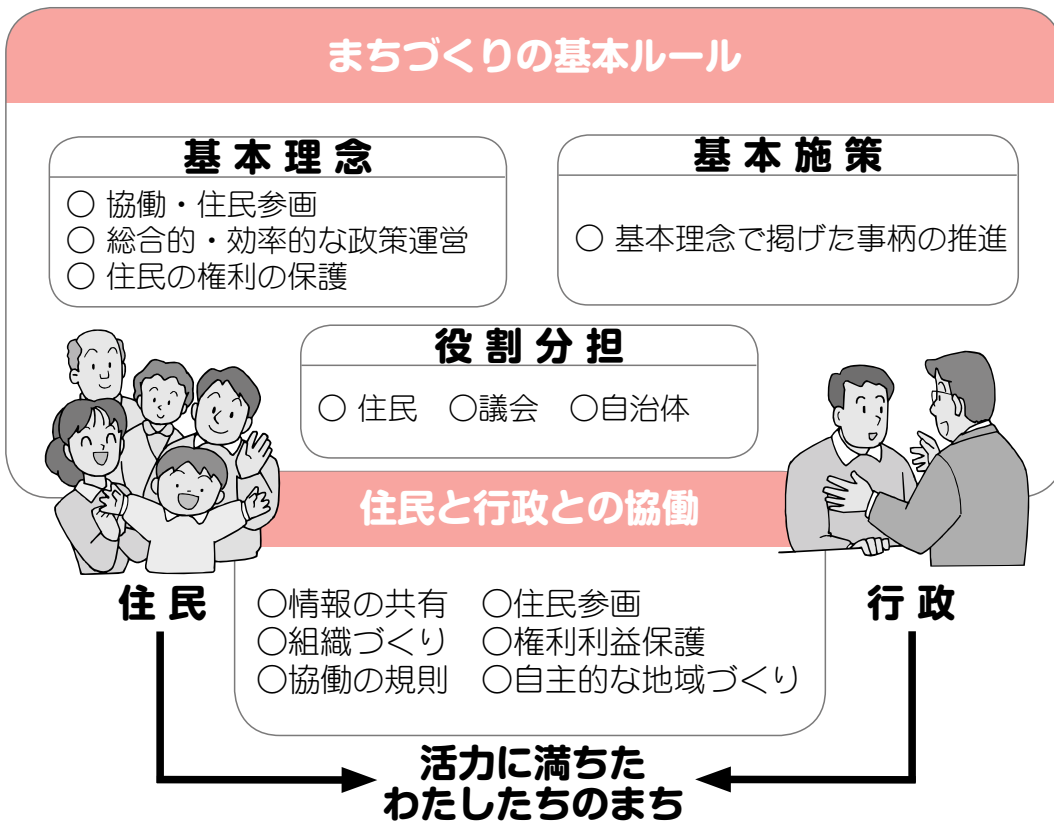 まちづくりの基本ルール
基本理念
○ 協働・住民参画
○ 総合的・効率的な政策運営
○ 住民の権利の保護
基本施策
○ 基本理念で掲げた事柄の推進
役割分担
○ 住民　○議会　○自治体
住民と行政との協働
住民
○情報の共有　○住民参画
○組織づくり　○権利利益保護
○協働の規則　○自主的な地域づくり
行政
活力に満ちた
わたしたちのまち